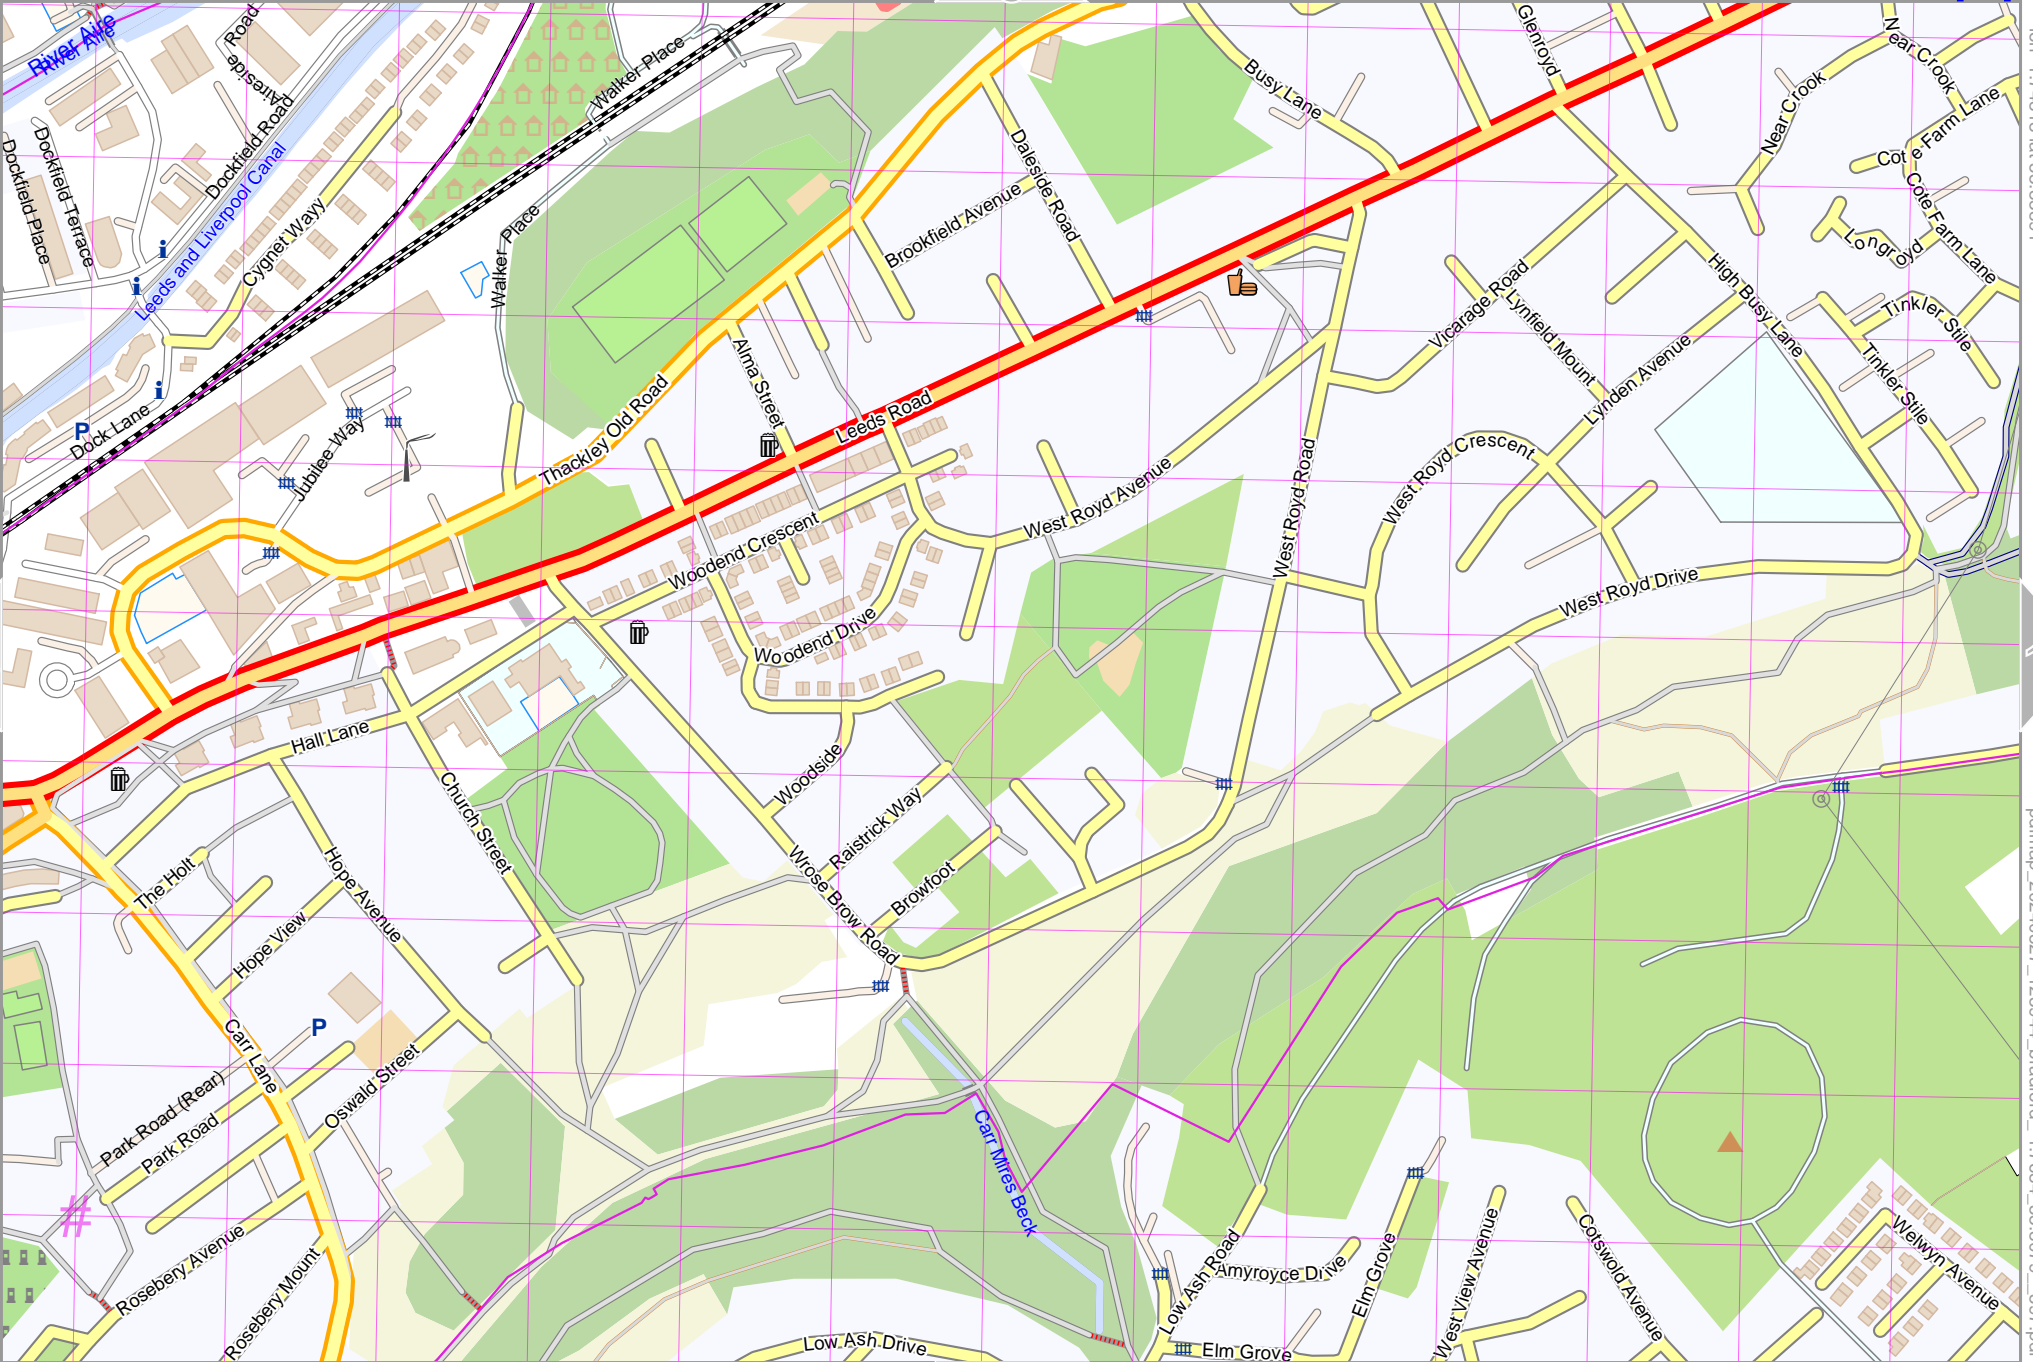 River Aire
River Aire
Road
Aireside
Walker Place
Busy Lane
Glenroyd
Near Crook
Near Crook
Cote Farm Lane
Cote Farm Lane
Dockfield Road
Dockfield Terrace
Dockfield Place
Leeds and Liverpool Canal
Cygnet Wayy
Walker Place
Daleside Road
Brookfield Avenue
Longroyd
High Busy Lane
Vicarage Road
Lynfield Mount
Lynden Avenue
Tinkler Stile
Tinkler Stile
Alma Street
Leeds Road
Thackley Old Road
P
Dock Lane
Jubilee Way
West Royd Avenue
West Royd Road
West Royd Crescent
West Royd Drive
Woodend Crescent
Woodend Drive
Hall Lane
Church Street
Woodside
Raistrick Way
Browfoot
Wrose Brow Road
The Holt
Hope Avenue
Hope View
Carr Lane
P
Oswald Street
Park Road (Rear)
Park Road
Rosebery Avenue
Rosebery Mount
Carr Mires Beck
Low Ash Drive
Low Ash Road
Amyroyce Drive
Elm Grove
Elm Grove
West View Avenue
Cotswold Avenue
Welwyn Avenue